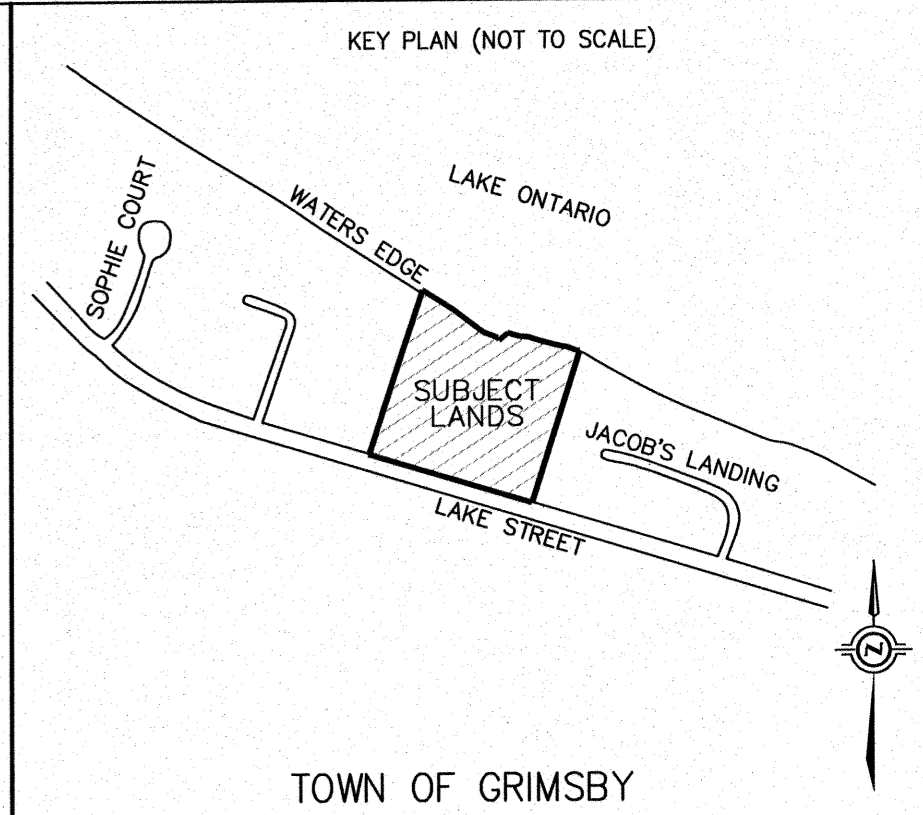 KEY PLAN (NOT TO SCALE)
LAKE ONTARIO
SOPHIE COURT
WATERS EDGE
SUBJECT
LANDS
JACOB'S LANDING
LAKE STREET
N
TOWN OF GRIMSBY